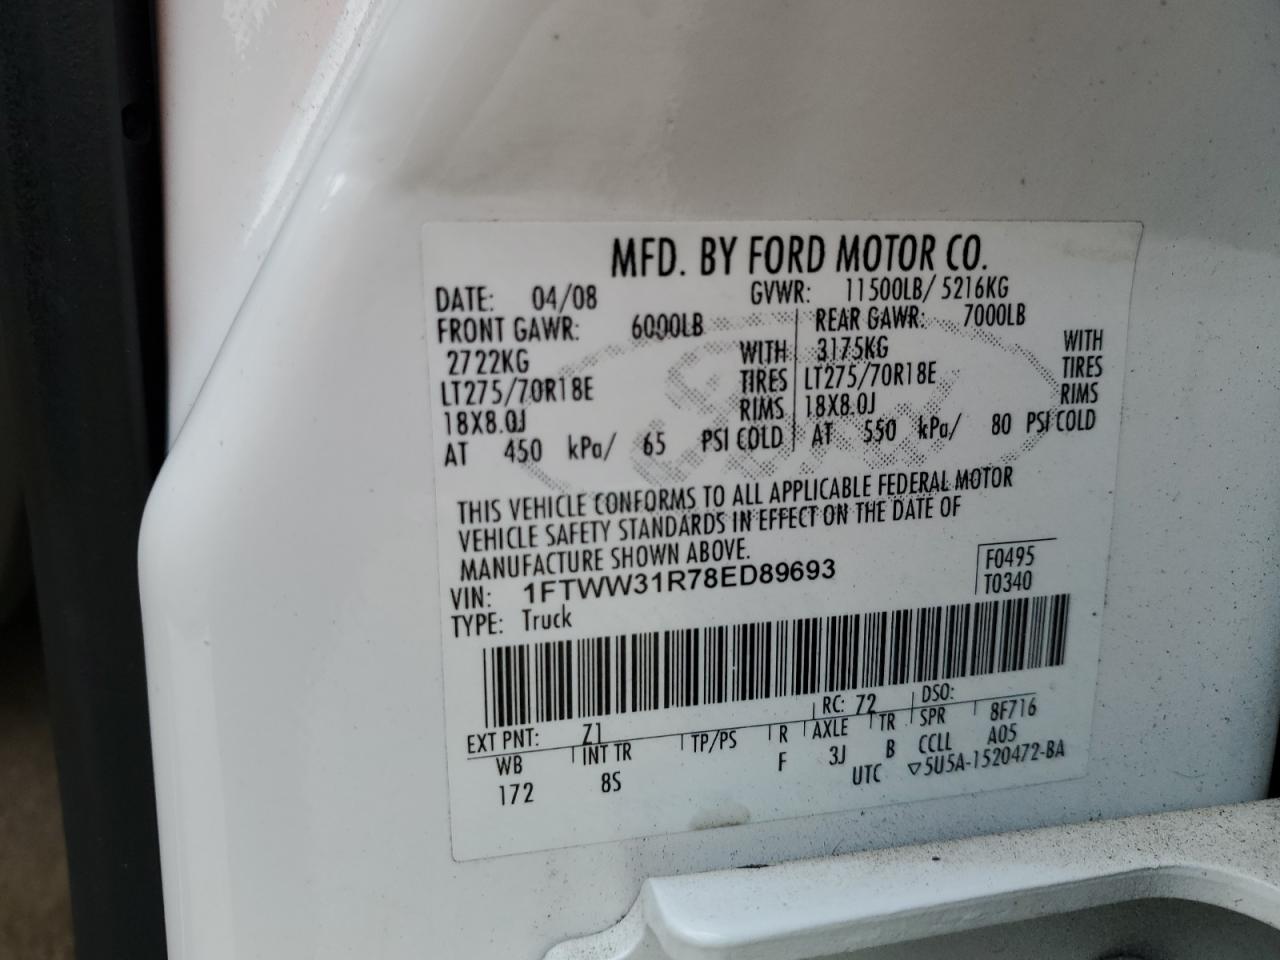 MFD. BY FORD MOTOR CO.
DATE: 04/08 GVWR: 11500LB/ 5216KG
FRONT GAWR: 6000LB REAR GAWR: 7000LB
2722KG WITH 3175KG WITH
LT275/70R18E TIRES LT275/70R18E TIRES
18X8.0J RIMS 18X8.0J RIMS
AT 450 kPa/ 65 PSI COLD AT 550 kPa/ 80 PSI COLD
THIS VEHICLE CONFORMS TO ALL APPLICABLE FEDERAL MOTOR
VEHICLE SAFETY STANDARDS IN EFFECT ON THE DATE OF
MANUFACTURE SHOWN ABOVE.
VIN: 1FTWW31R78ED89693 F0495
TYPE: Truck T0340
EXT PNT: Z1 RC: 72 DSO:
WB INT TR TP/PS R AXLE TR SPR 8F716
172 8S F 3J B CCLL A05
UTC ▽5U5A-1520472-BA